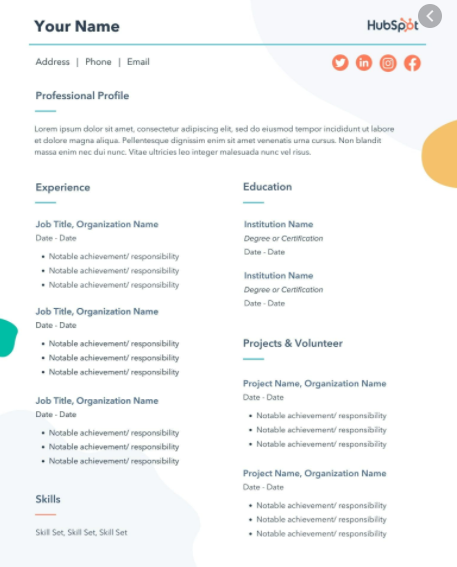 Your Name
HubSpot
Address | Phone | Email
Professional Profile
Lorem ipsum dolor sit amet, consectetur adipiscing elit, sed do eiusmod tempor incididunt ut labore
et dolore magna aliqua. Pellentesque dignissim enim sit amet venenatis urna cursus. Non blandit
massa enim nec dui nunc. Vitae ultricies leo integer malesuada nunc vel risus.
Experience
Job Title, Organization Name
Date - Date
• Notable achievement/ responsibility
• Notable achievement/ responsibility
• Notable achievement/ responsibility
Job Title, Organization Name
Date - Date
• Notable achievement/ responsibility
• Notable achievement/ responsibility
• Notable achievement/ responsibility
Job Title, Organization Name
Date - Date
• Notable achievement/ responsibility
• Notable achievement/ responsibility
• Notable achievement/ responsibility
Skills
Skill Set, Skill Set, Skill Set
Education
Institution Name
Degree or Certification
Date - Date
Institution Name
Degree or Certification
Date - Date
Projects & Volunteer
Project Name, Organization Name
Date - Date
• Notable achievement/ responsibility
• Notable achievement/ responsibility
• Notable achievement/ responsibility
Project Name, Organization Name
Date - Date
• Notable achievement/ responsibility
• Notable achievement/ responsibility
• Notable achievement/ responsibility